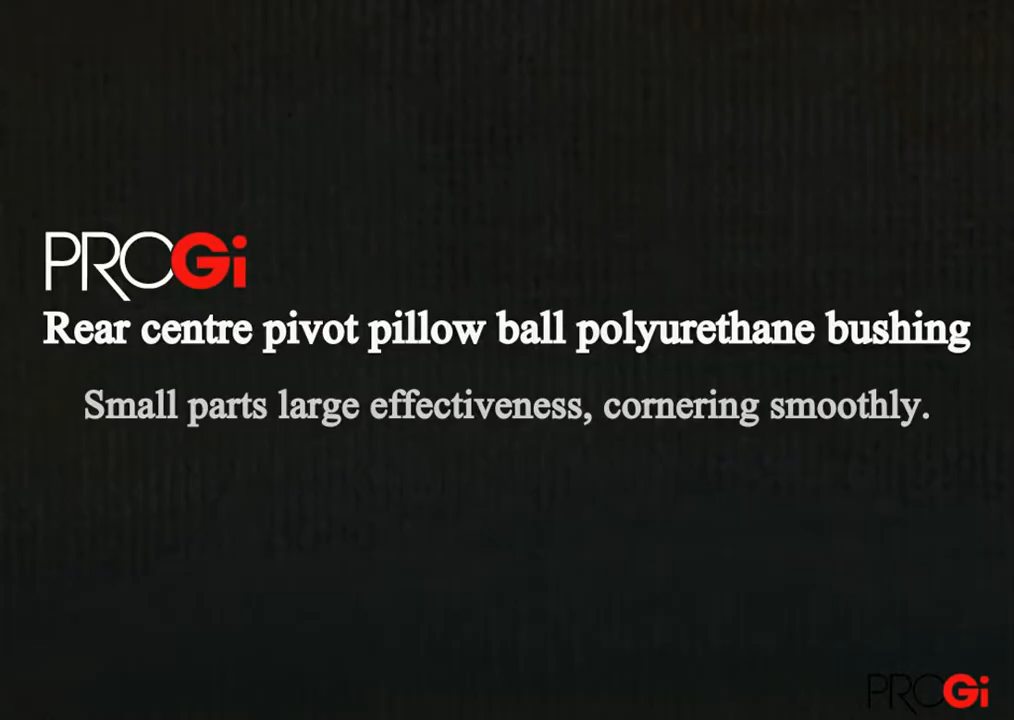 PROGi
Rear centre pivot pillow ball polyurethane bushing
Small parts large effectiveness, cornering smoothly.
PROGi